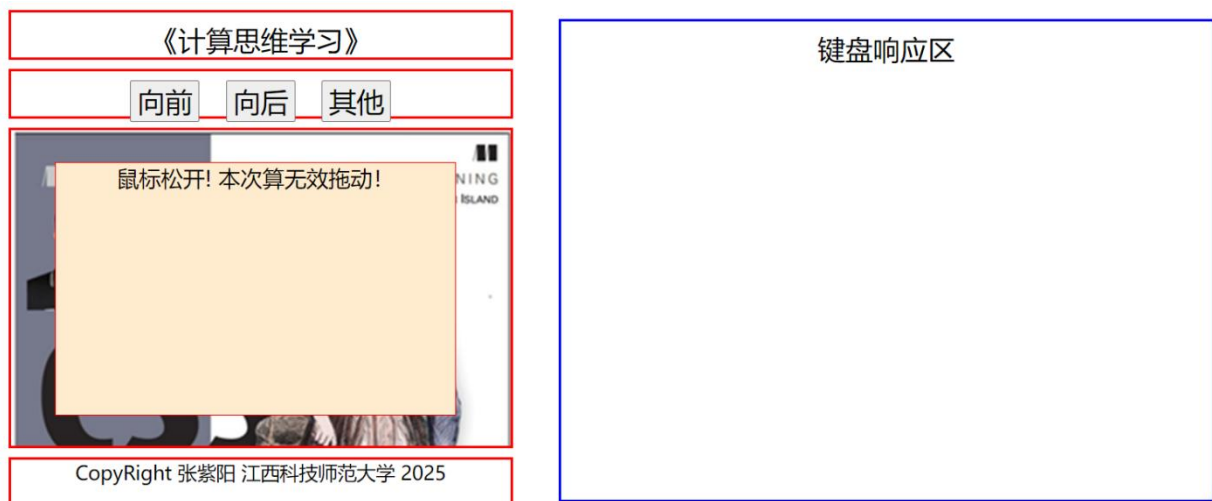 《计算思维学习》
向前 向后 其他
鼠标松开! 本次算无效拖动!
NING
ISLAND
CopyRight 张紫阳 江西科技师范大学 2025
键盘响应区